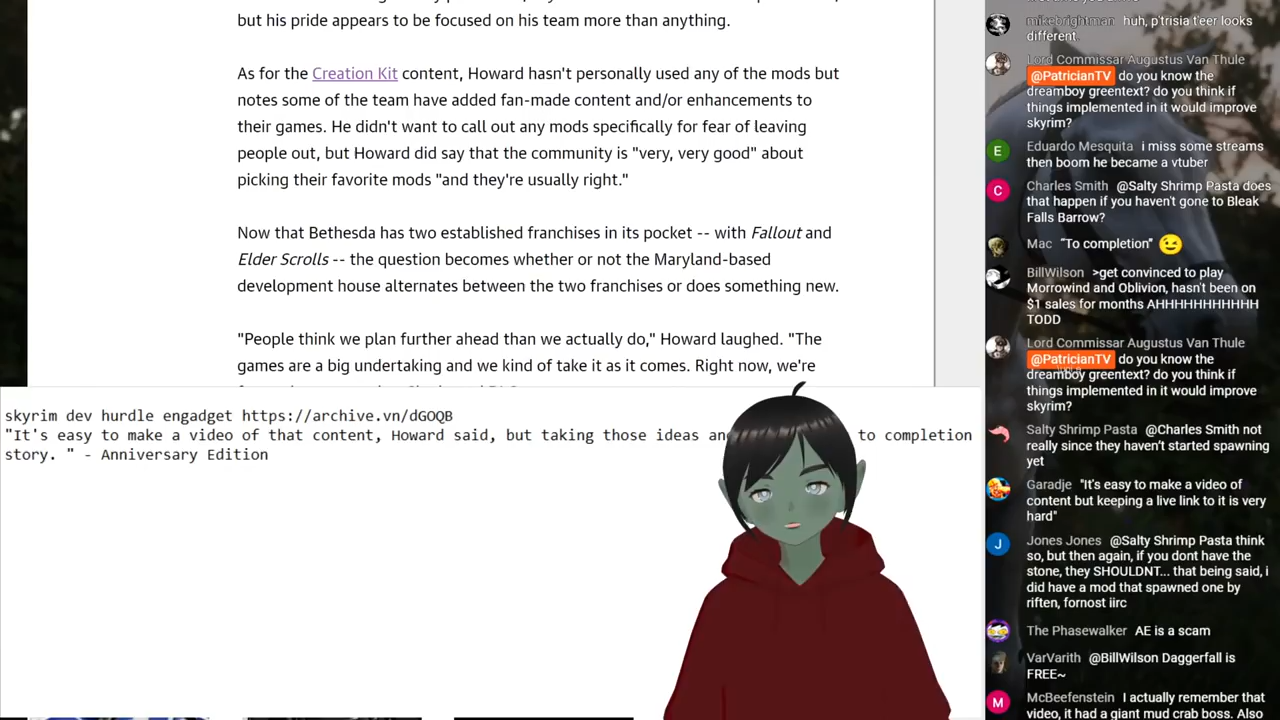 but his pride appears to be focused on his team more than anything.
As for the Creation Kit content, Howard hasn't personally used any of the mods but
notes some of the team have added fan-made content and/or enhancements to
their games. He didn't want to call out any mods specifically for fear of leaving
people out, but Howard did say that the community is "very, very good" about
picking their favorite mods "and they're usually right."
Now that Bethesda has two established franchises in its pocket -- with Fallout and
Elder Scrolls -- the question becomes whether or not the Maryland-based
development house alternates between the two franchises or does something new.
"People think we plan further ahead than we actually do," Howard laughed. "The
games are a big undertaking and we kind of take it as it comes. Right now, we're
skyrim dev hurdle engadget https://archive.vn/dGOQB
"It's easy to make a video of that content, Howard said, but taking those ideas to completion
story. " - Anniversary Edition
mikebrightman huh, p'trisia t'eer looks
different.
Lord Commissar Augustus Van Thule
@PatricianTV do you know the
dreamboy greentext? do you think if
things implemented in it would improve
skyrim?
Eduardo Mesquita i miss some streams
then boom he became a vtuber
Charles Smith @Salty Shrimp Pasta does
that happen if you haven't gone to Bleak
Falls Barrow?
Mac "To completion" 😉
BillWilson >get convinced to play
Morrowind and Oblivion, hasn't been on
$1 sales for months AHHHHHHHHHHH
TODD
Lord Commissar Augustus Van Thule
@PatricianTV do you know the
dreamboy greentext? do you think if
things implemented in it would improve
skyrim?
Salty Shrimp Pasta @Charles Smith not
really since they haven't started spawning
yet
Garadje "It's easy to make a video of
content but keeping a live link to it is very
hard"
Jones Jones @Salty Shrimp Pasta think
so, but then again, if you dont have the
stone, they SHOULDNT... that being said, i
did have a mod that spawned one by
riften, fornost iirc
The Phasewalker AE is a scam
VarVarith @BillWilson Daggerfall is
FREE~
McBeefenstein I actually remember that
video, it had a giant mud crab boss. Also